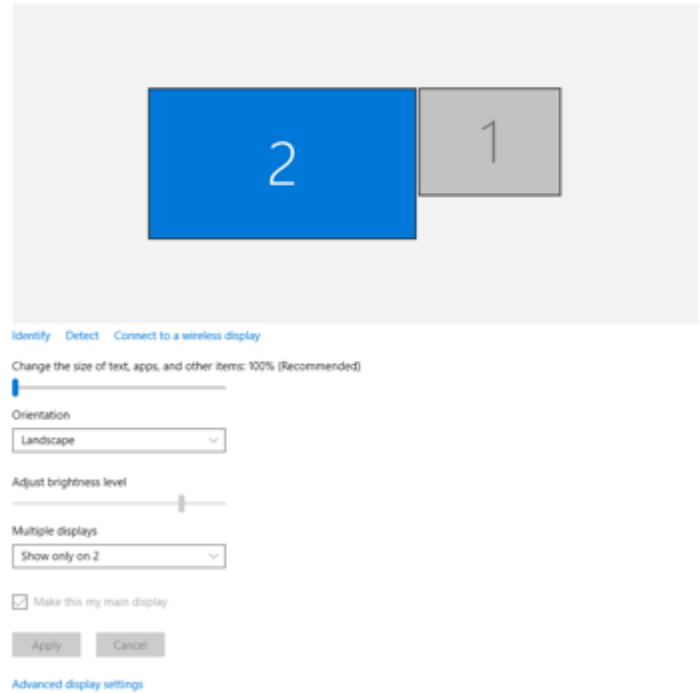 2 1
Identify Detect Connect to a wireless display
Change the size of text, apps, and other items: 100% (Recommended)
Orientation
Landscape
Adjust brightness level
Multiple displays
Show only on 2
Make this my main display
Apply Cancel
Advanced display settings